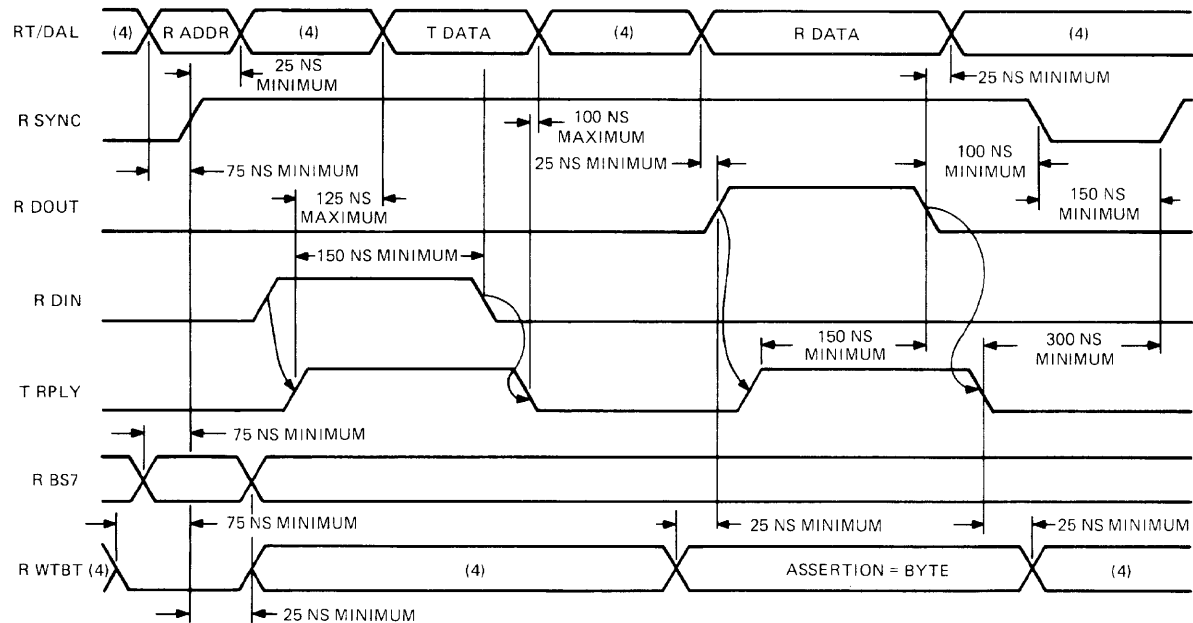 RT/DAL
(4)
R ADDR
(4)
T DATA
(4)
R DATA
(4)
25 NS
MINIMUM
25 NS MINIMUM
R SYNC
100 NS
MAXIMUM
75 NS MINIMUM
25 NS MINIMUM
100 NS
MINIMUM
125 NS
MAXIMUM
150 NS
MINIMUM
R DOUT
150 NS MINIMUM
R DIN
150 NS
MINIMUM
300 NS
MINIMUM
T RPLY
75 NS MINIMUM
R BS7
75 NS MINIMUM
25 NS MINIMUM
25 NS MINIMUM
R WTBT (4)
(4)
ASSERTION = BYTE
(4)
25 NS MINIMUM